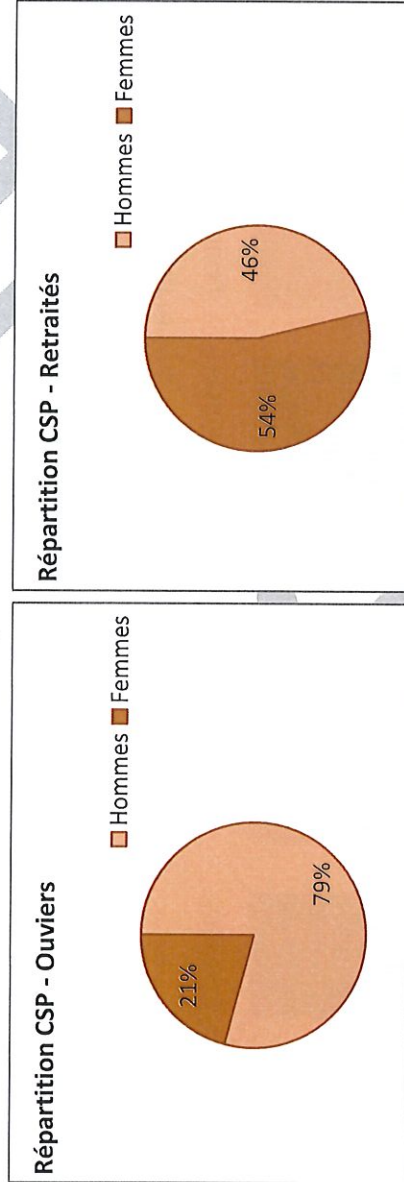 Répartition CSP - Ouviers
Hommes Femmes
21%
79%
Répartition CSP - Retraités
Hommes Femmes
54%
46%